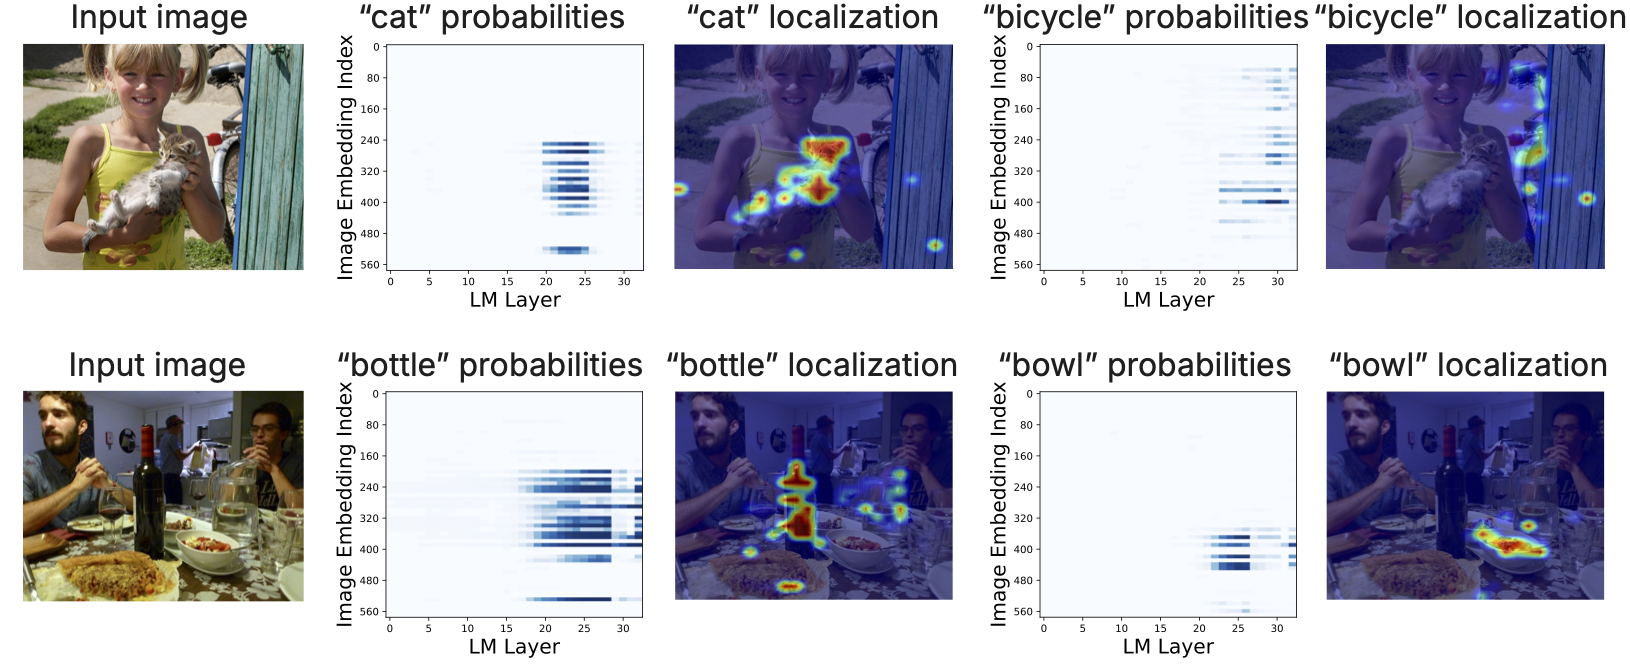 Input image
“cat” probabilities
“cat” localization
“bicycle” probabilities
“bicycle” localization
Image Embedding Index
0
80
160
240
320
400
480
560
0 5 10 15 20 25 30
LM Layer
Image Embedding Index
0
80
160
240
320
400
480
560
0 5 10 15 20 25 30
LM Layer
Input image
“bottle” probabilities
“bottle” localization
“bowl” probabilities
“bowl” localization
Image Embedding Index
0
80
160
240
320
400
480
560
0 5 10 15 20 25 30
LM Layer
Image Embedding Index
0
80
160
240
320
400
480
560
0 5 10 15 20 25 30
LM Layer